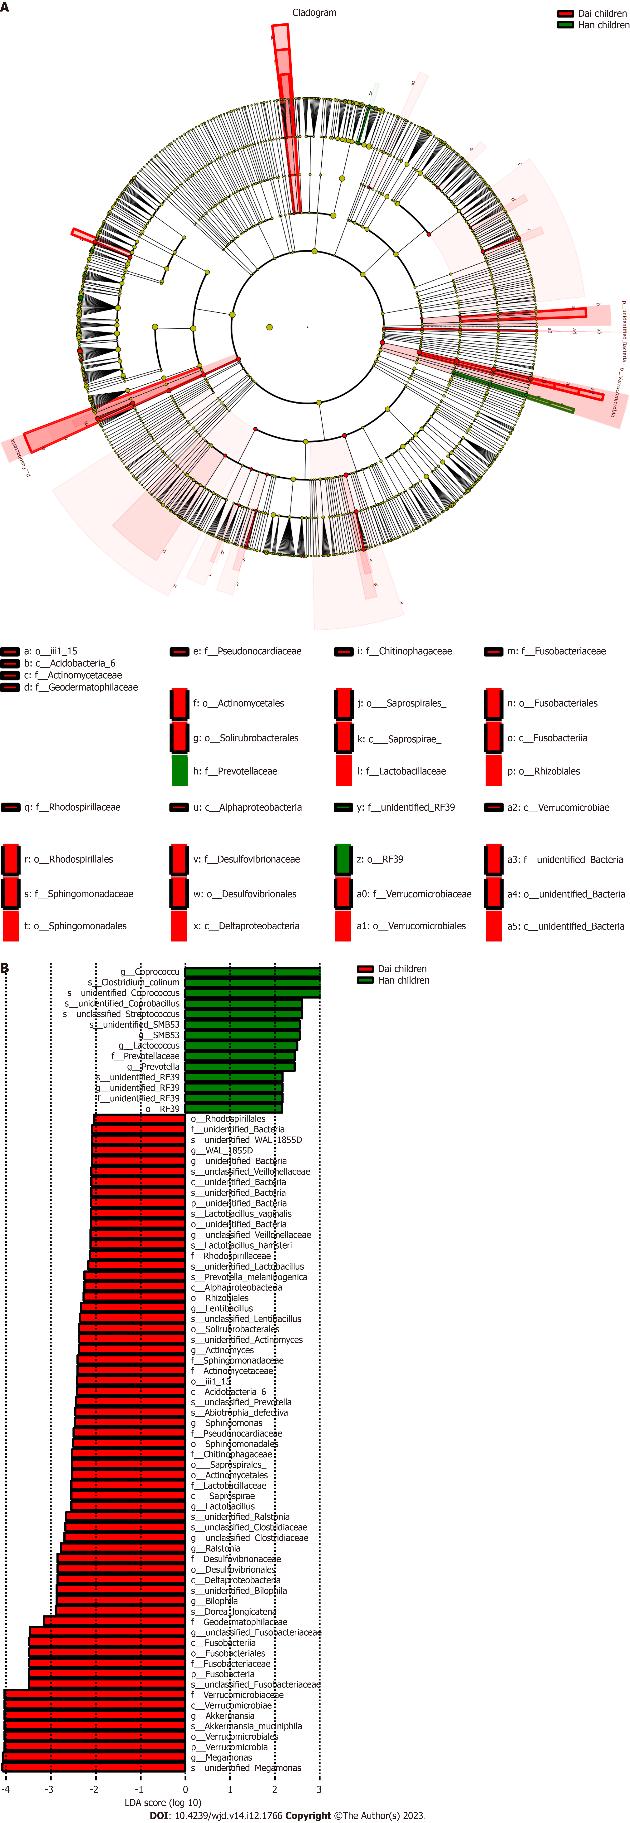 A
Cladogram
Dai children
Han children
a: o__iii1_15
b: c__Acidobacteria_6
c: f__Actinomycetaceae
d: f__Geodermatophilaceae
e: f__Pseudonocardiaceae
i: f__Chitinophagaceae
m: f__Fusobacteriaceae
f: o__Actinomycetales
j: o___Saprospirales_
n: o__Fusobacteriales
g: o__Solirubrobacterales
k: c___Saprospirae_
o: c__Fusobacteriia
h: f__Prevotellaceae
l: f__Lactobacillaceae
p: o__Rhizobiales
q: f__Rhodospirillaceae
u: c__Alphaproteobacteria
y: f__unidentified_RF39
a2: c__Verrucomicrobiae
r: o__Rhodospirillales
v: f__Desulfovibrionaceae
z: o__RF39
a3: f__unidentified_Bacteria
s: f__Sphingomonadaceae
w: o__Desulfovibrionales
a0: f__Verrucomicrobiaceae
a4: o__unidentified_Bacteria
t: o__Sphingomonadales
x: c__Deltaproteobacteria
a1: o__Verrucomicrobiales
a5: c__unidentified_Bacteria
B
Dai children
Han children
g__Coprococcu
s__Clostridium_colinum
s__unidentified_Coprococcus
s__unidentified_Coprobacillus
s__unclassified_Streptococcus
s__unidentified_SMB53
g__SMB53
g__Lactococcus
f__Prevotellaceae
g__Prevotella
s__unidentified_RF39
g__unidentified_RF39
f__unidentified_RF39
o__RF39
o__Rhodospirillales
f__unidentified_Bacteria
s__unidentified_WAL_1855D
g__WAL_1855D
g__unidentified_Bacteria
s__unclassified_Veillonellaceae
c__unidentified_Bacteria
s__unidentified_Bacteria
p__unidentified_Bacteria
s__Lactobacillus_vaginalis
o__unidentified_Bacteria
g__unclassified_Veillonellaceae
s__Lactobacillus_hamsteri
f__Rhodospirillaceae
s__unidentified_Lactobacillus
s__Prevotella_melaninogenica
c__Alphaproteobacteria
o__Rhizobiales
g__Lentibacillus
s__unclassified_Lentibacillus
o__Solirubrobacterales
s__unidentified_Actinomyces
g__Actinomyces
f__Sphingomonadaceae
f__Actinomycetaceae
o__iii1_15
c__Acidobacteria_6
s__unclassified_Prevotella
s__Abiotrophia_defectiva
g__Sphingomonas
f__Pseudonocardiaceae
o__Sphingomonadales
f__Chitinophagaceae
o___Saprospirales_
o__Actinomycetales
f__Lactobacillaceae
c___Saprospirae_
g__Lactobacillus
s__unidentified_Ralstonia
s__unclassified_Clostridiaceae
g__unclassified_Clostridiaceae
g__Ralstonia
f__Desulfovibrionaceae
o__Desulfovibrionales
c__Deltaproteobacteria
s__unidentified_Bilophila
g__Bilophila
s__Dorea_longicatena
f__Geodermatophilaceae
g__unclassified_Fusobacteriaceae
c__Fusobacteriia
o__Fusobacteriales
f__Fusobacteriaceae
p__Fusobacteria
s__unclassified_Fusobacteriaceae
f__Verrucomicrobiaceae
c__Verrucomicrobiae
g__Akkermansia
s__Akkermansia_muciniphila
o__Verrucomicrobiales
p__Verrucomicrobia
g__Megamonas
s__unidentified_Megamonas
-4 -3 -2 -1 0 1 2 3
LDA score (log 10)
DOI: 10.4239/wjd.v14.i12.1766 Copyright ©The Author(s) 2023.